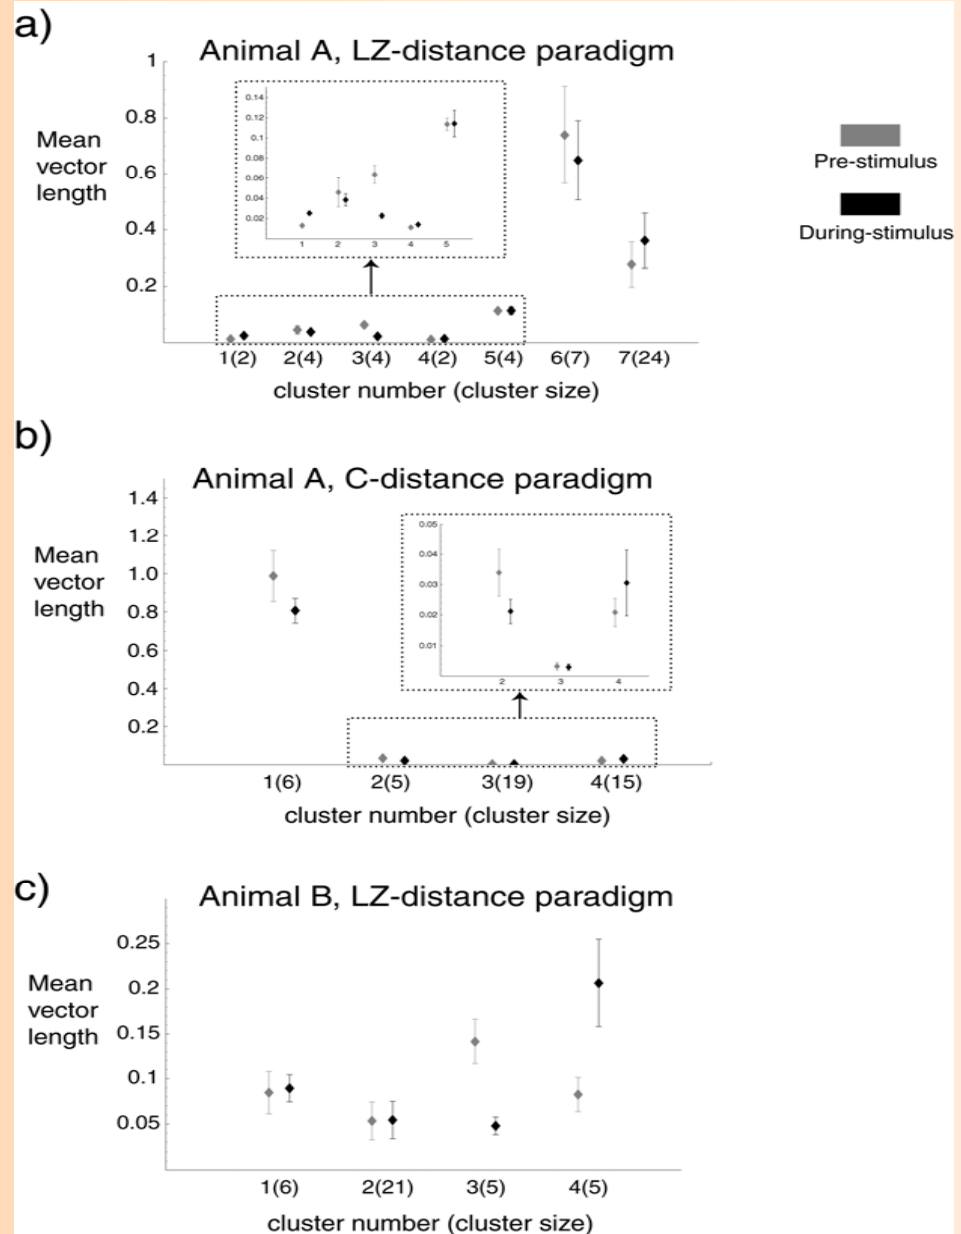 a)
Animal A, LZ-distance paradigm
Mean
vector
length
1
0.8
0.6
0.4
0.2
0.14
0.12
0.1
0.08
0.06
0.04
0.02
1 2 3 4 5
1(2) 2(4) 3(4) 4(2) 5(4) 6(7) 7(24)
cluster number (cluster size)
Pre-stimulus
During-stimulus
b)
Animal A, C-distance paradigm
Mean
vector
length
1.4
1.2
1.0
0.8
0.6
0.4
0.2
0.05
0.04
0.03
0.02
0.01
2 3 4
1(6) 2(5) 3(19) 4(15)
cluster number (cluster size)
c)
Animal B, LZ-distance paradigm
Mean
vector
length
0.25
0.2
0.15
0.1
0.05
1(6) 2(21) 3(5) 4(5)
cluster number (cluster size)